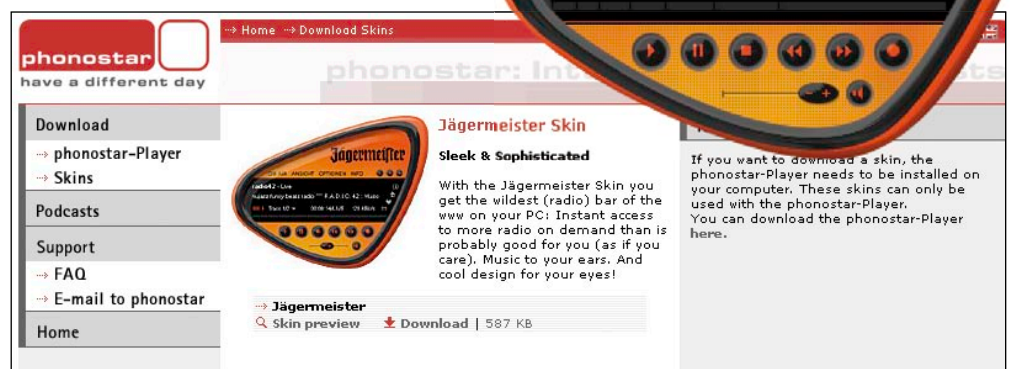 phonostar
have a different day
Home Download Skins
phonostar: Int
ts
Download
phonostar-Player
Skins
Podcasts
Support
FAQ
E-mail to phonostar
Home
Jägermeister
Jägermeister Skin
Sleek & Sophisticated
With the Jägermeister Skin you
get the wildest (radio) bar of the
www on your PC: Instant access
to more radio on demand than is
probably good for you (as if you
care). Music to your ears. And
cool design for your eyes!
Jägermeister
Skin preview Download | 587 KB
If you want to download a skin, the
phonostar-Player needs to be installed on
your computer. These skins can only be
used with the phonostar-Player.
You can download the phonostar-Player
here.